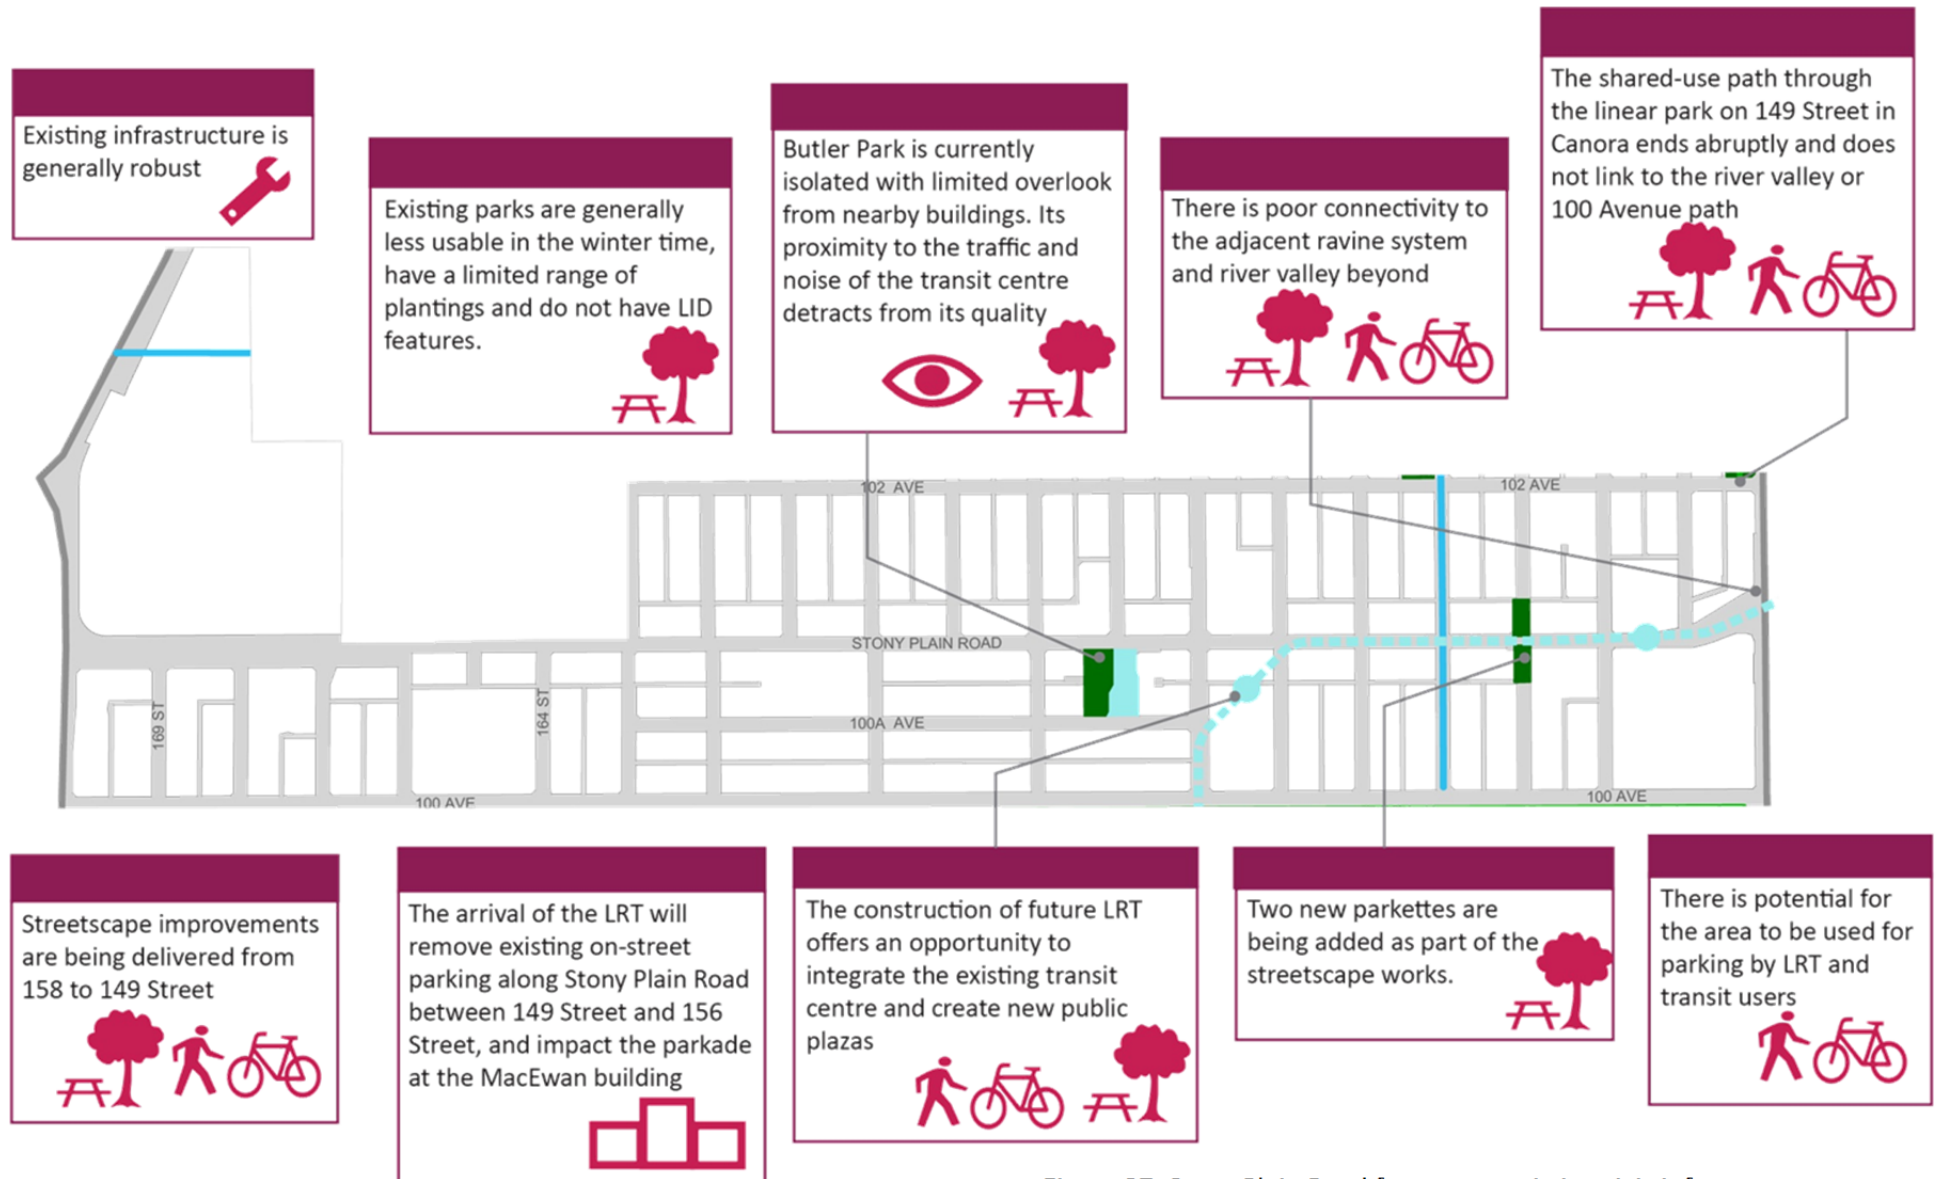 Existing infrastructure is
generally robust
Existing parks are generally
less usable in the winter time,
have a limited range of
plantings and do not have LID
features.
Butler Park is currently
isolated with limited overlook
from nearby buildings. Its
proximity to the traffic and
noise of the transit centre
detracts from its quality
There is poor connectivity to
the adjacent ravine system
and river valley beyond
The shared-use path through
the linear park on 149 Street in
Canora ends abruptly and does
not link to the river valley or
100 Avenue path
102 AVE
102 AVE
STONY PLAIN ROAD
169 ST
164 ST
100A AVE
100 AVE
100 AVE
Streetscape improvements
are being delivered from
158 to 149 Street
The arrival of the LRT will
remove existing on-street
parking along Stony Plain Road
between 149 Street and 156
Street, and impact the parkade
at the MacEwan building
The construction of future LRT
offers an opportunity to
integrate the existing transit
centre and create new public
plazas
Two new parkettes are
being added as part of the
streetscape works.
There is potential for
the area to be used for
parking by LRT and
transit users